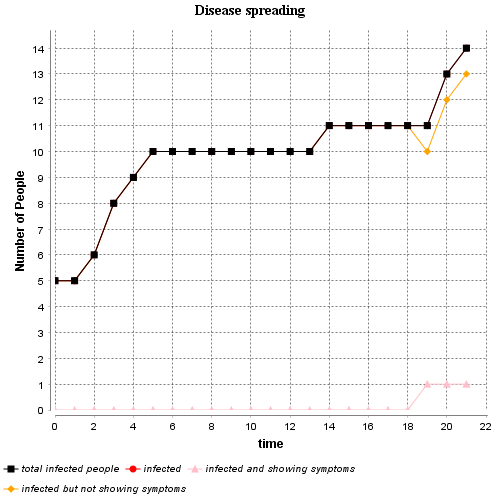 Disease spreading
14
13
12
11
10
9
8
7
6
5
4
3
2
1
0
Number of People
0 2 4 6 8 10 12 14 16 18 20 22
time
total infected people infected infected and showing symptoms
infected but not showing symptoms